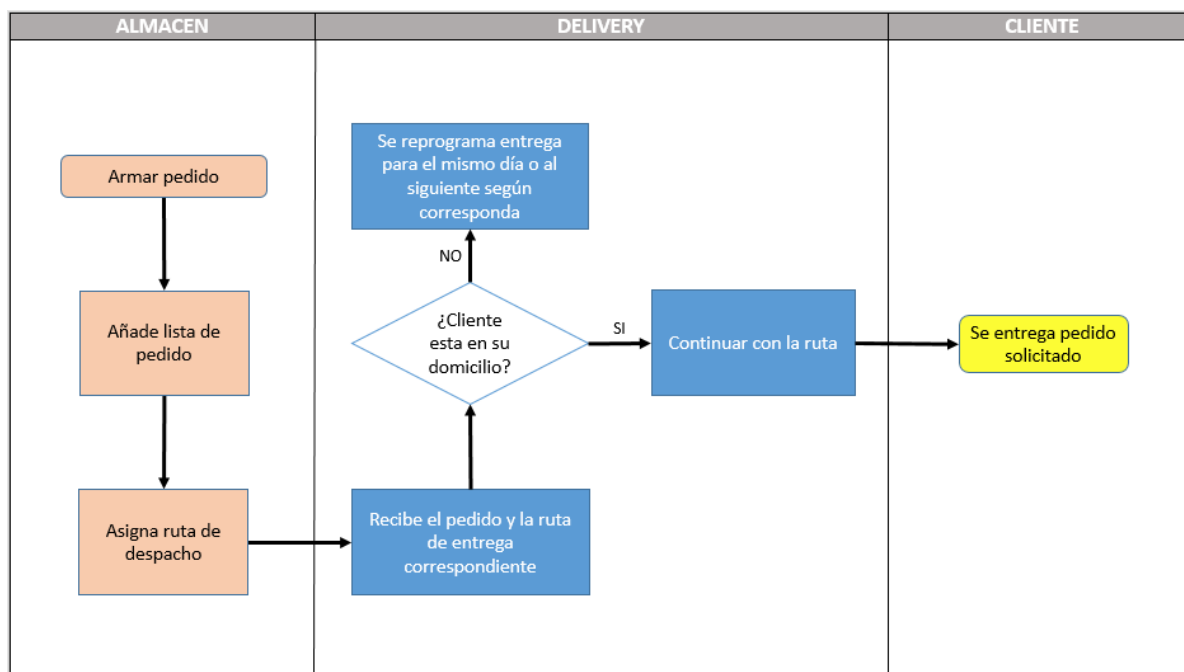 ALMACEN
DELIVERY
CLIENTE
Armar pedido
Añade lista de
pedido
Asigna ruta de
despacho
Se reprograma entrega
para el mismo día o al
siguiente según
corresponda
NO
¿Cliente
esta en su
domicilio?
SI
Continuar con la ruta
Recibe el pedido y la ruta
de entrega
correspondiente
Se entrega pedido
solicitado